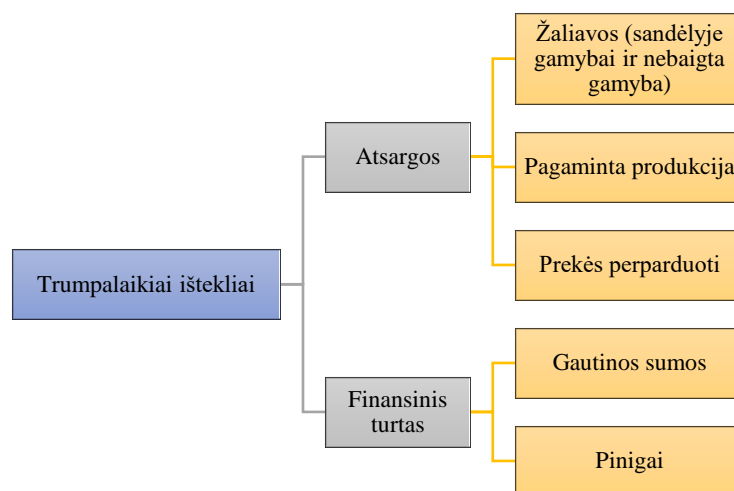 Trumpalaikiai ištekliai
Atsargos
Žaliavos (sandėlyje
gamybai ir nebaigta
gamyba)
Pagaminta produkcija
Prekės perparduoti
Finansinis
turtas
Gautinos sumos
Pinigai